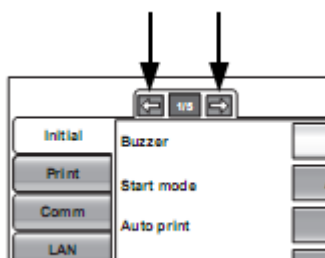 1/5
Initial
Buzzer
Print
Start mode
Comm
Auto print
LAN